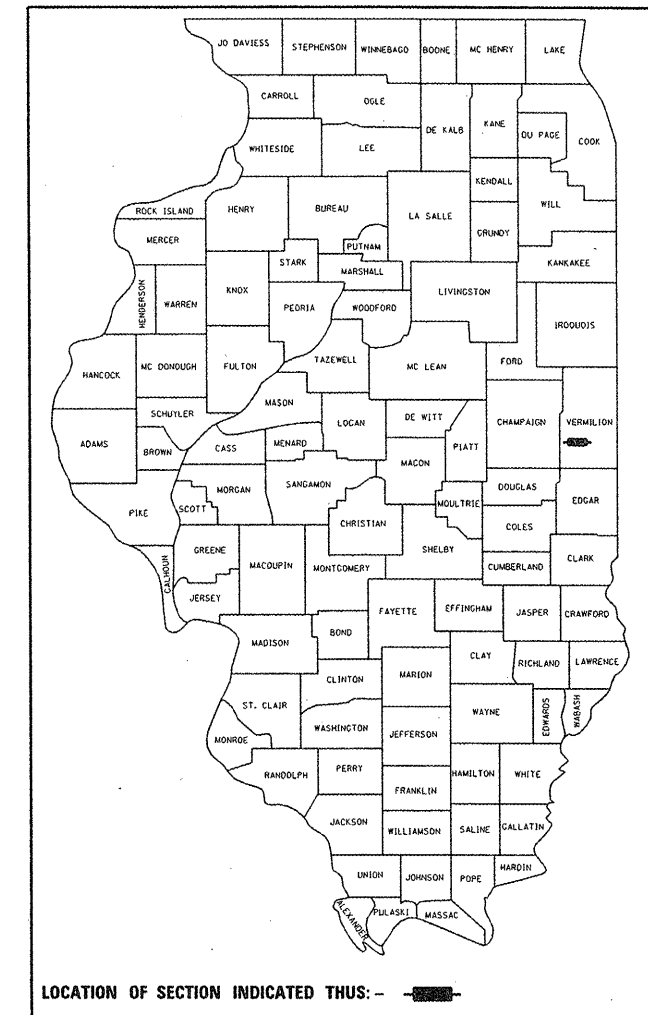 JO DAVIESS STEPHENSON WINNEBAGO BOONE MC HENRY LAKE
CARROLL OGLE DE KALB KANE DU PAGE COOK
WHITESIDE LEE KENDALL WILL
ROCK ISLAND HENRY BUREAU LA SALLE GRUNDY
MERCER PUTNAM KANKAKEE
STARK MARSHALL
HENDERSON WARREN KNOX PEORIA WOODFORD LIVINGSTON IROQUOIS
HANCOCK MC DONOUGH FULTON TAZEWELL MC LEAN FORD
SCHUYLER MASON LOGAN DE WITT CHAMPAIGN VERMILION
ADAMS BROWN CASS MENARD MACON PIATT
PIKE SCOTT MORGAN SANGAMON MOULTRIE DOUGLAS EDGAR
CHRISTIAN COLES
GREENE MACOUPIN MONTGOMERY SHELBY CUMBERLAND CLARK
CALHOUN JERSEY FAYETTE EFFINGHAM JASPER CRAWFORD
MADISON BOND CLAY RICHLAND LAWRENCE
CLINTON MARION
ST. CLAIR WASHINGTON WAYNE EDWARDS WABASH
MONROE JEFFERSON
RANDOLPH PERRY HAMILTON WHITE
FRANKLIN
JACKSON WILLIAMSON SALINE GALLATIN
UNION JOHNSON POPE HARDIN
ALEXANDER PULASKI MASSAC
LOCATION OF SECTION INDICATED THUS: -